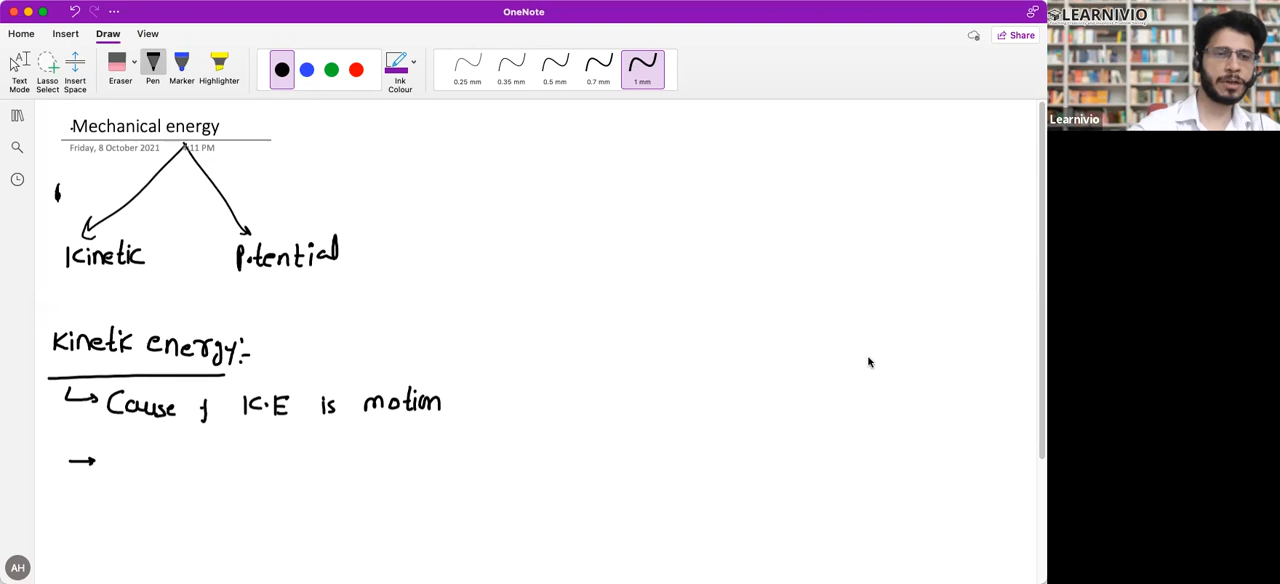 OneNote
Home Insert Draw View
Share
Text Mode
Lasso Select
Insert Space
Eraser
Pen
Marker
Highlighter
Ink Colour
0.25 mm
0.35 mm
0.5 mm
0.7 mm
1 mm
LEARNIVIO
Learnivio
Mechanical energy
Friday, 8 October 2021 :11 PM
Kinetic Potential
Kinetic energy:-
Cause of K.E is motion
AH